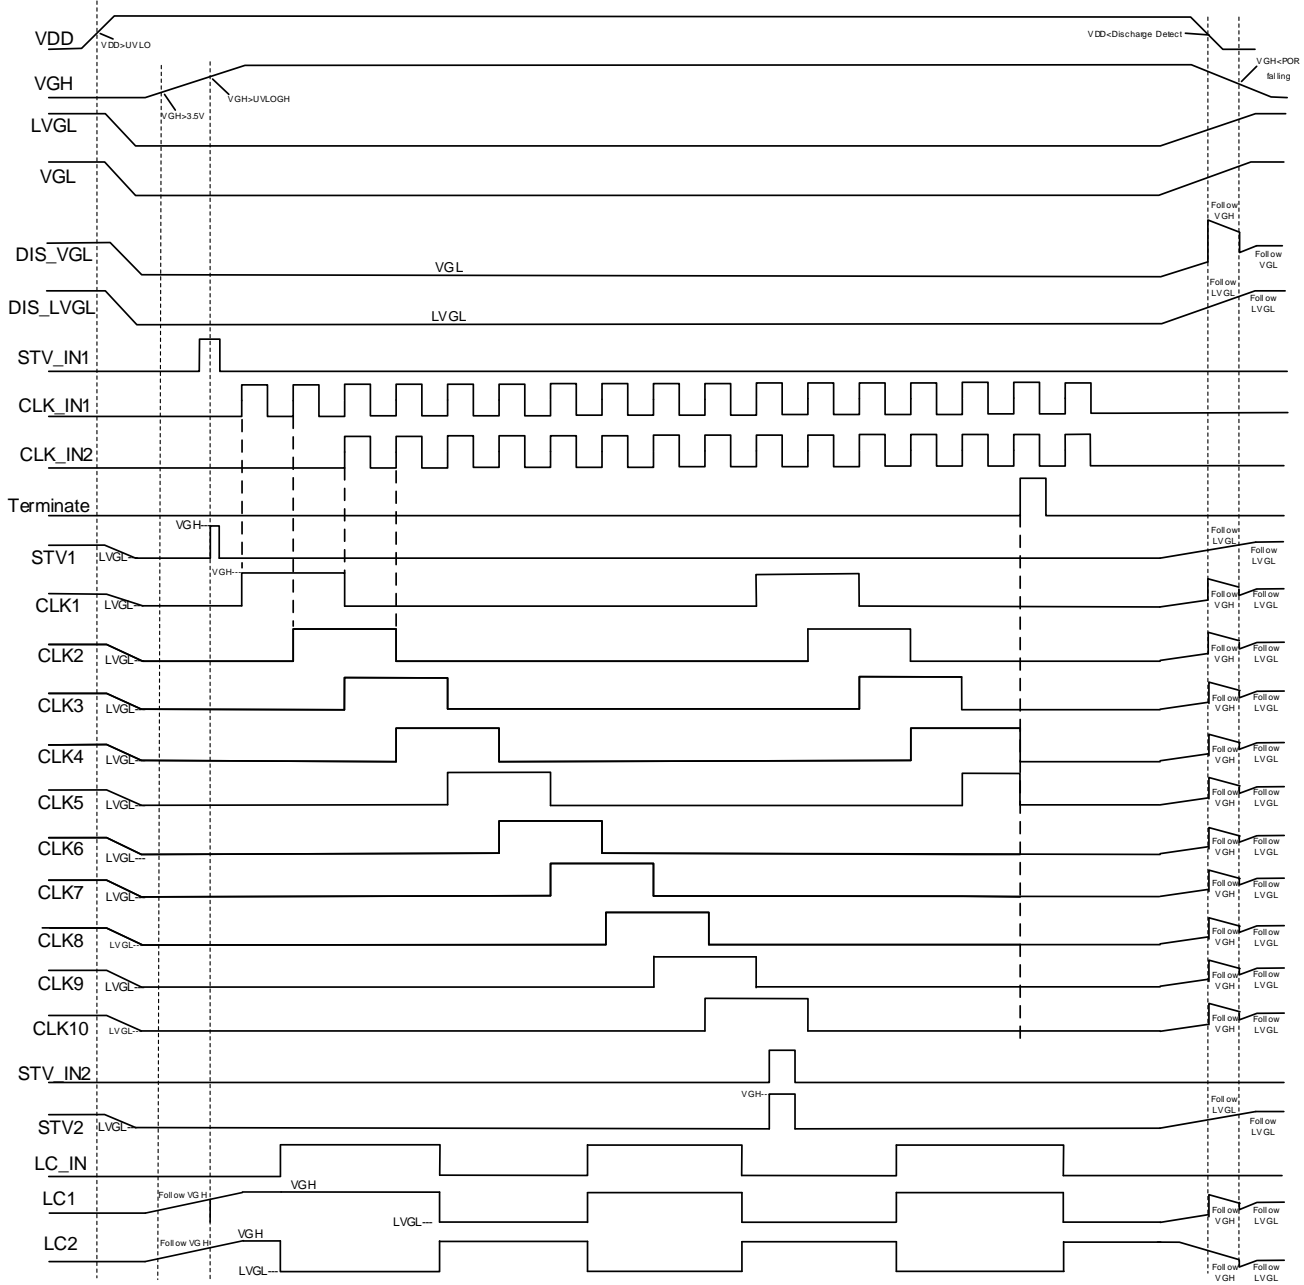 VDD
VDD>UVLO
VDD<Discharge Detect
VGH
VGH>3.5V
VGH>UVLOGH
VGH<POR
falling
LVGL
VGL
DIS_VGL
VGL
Follow
VGH
Follow
VGL
DIS_LVGL
LVGL
Follow
LVGL
Follow
LVGL
STV_IN1
CLK_IN1
CLK_IN2
Terminate
VGH---
STV1
LVGL---
Follow
LVGL
Follow
LVGL
VGH---
CLK1
LVGL---
Follow
VGH
Follow
LVGL
CLK2
LVGL---
Follow
VGH
Follow
LVGL
CLK3
LVGL---
Follow
VGH
Follow
LVGL
CLK4
LVGL---
Follow
VGH
Follow
LVGL
CLK5
LVGL---
Follow
VGH
Follow
LVGL
CLK6
LVGL---
Follow
VGH
Follow
LVGL
CLK7
LVGL---
Follow
VGH
Follow
LVGL
CLK8
LVGL---
Follow
VGH
Follow
LVGL
CLK9
LVGL---
Follow
VGH
Follow
LVGL
CLK10
LVGL---
Follow
VGH
Follow
LVGL
STV_IN2
VGH---
STV2
LVGL---
Follow
LVGL
Follow
LVGL
LC_IN
LC1
Follow VGH
VGH
LVGL---
Follow
VGH
Follow
LVGL
LC2
Follow VGH
VGH
LVGL---
Follow
VGH
Follow
LVGL